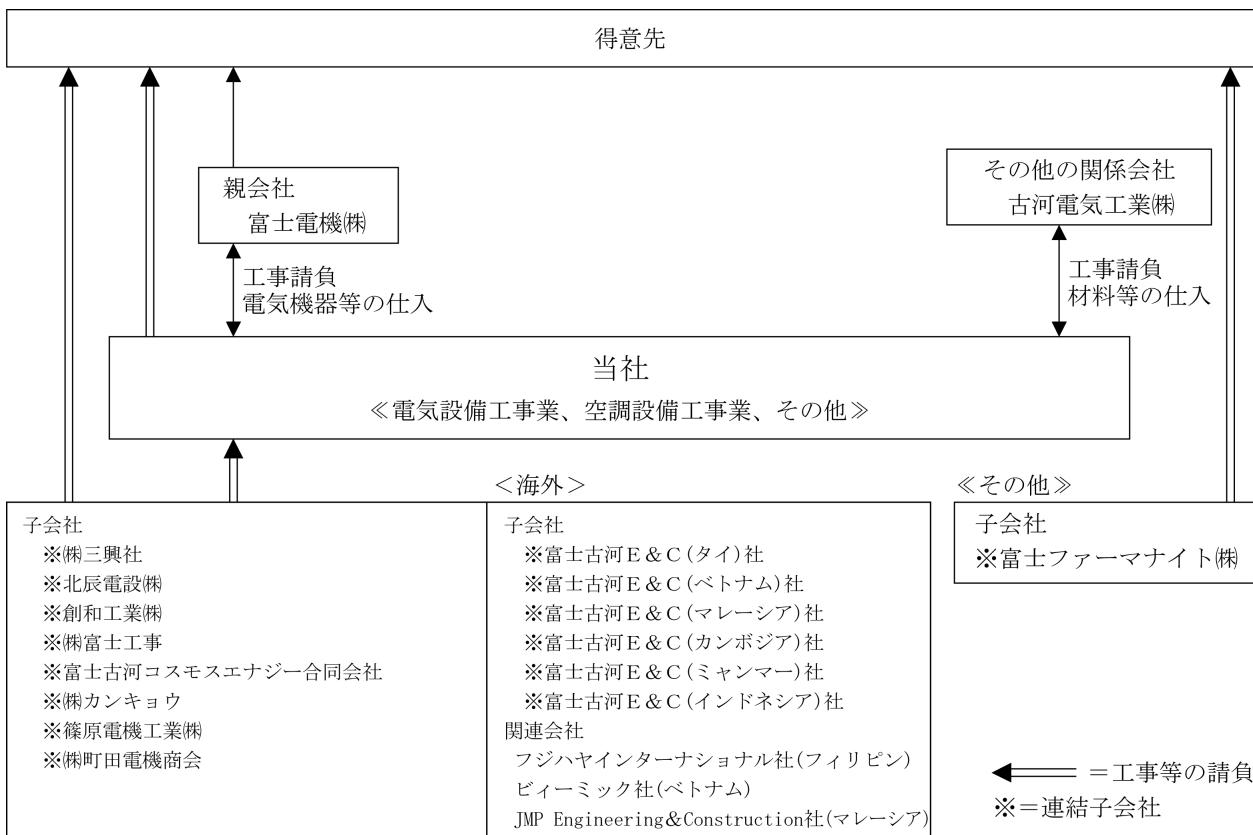 得意先
親会社
富士電機㈱
その他の関係会社
古河電気工業㈱
工事請負
電気機器等の仕入
工事請負
材料等の仕入
当社
≪電気設備工事業、空調設備工事業、その他≫
子会社
※㈱三興社
※北辰電設㈱
※創和工業㈱
※㈱富士工事
※富士古河コスモスエナジー合同会社
※㈱カンキョウ
※篠原電機工業㈱
※㈱町田電機商会
＜海外＞
子会社
※富士古河Ｅ＆Ｃ(タイ)社
※富士古河Ｅ＆Ｃ(ベトナム)社
※富士古河Ｅ＆Ｃ(マレーシア)社
※富士古河Ｅ＆Ｃ(カンボジア)社
※富士古河Ｅ＆Ｃ(ミャンマー)社
※富士古河Ｅ＆Ｃ(インドネシア)社
関連会社
フジハヤインターナショナル社(フィリピン)
ビィーミック社(ベトナム)
JMP Engineering＆Construction社(マレーシア)
≪その他≫
子会社
※富士ファーマナイト㈱
＝工事等の請負
※＝連結子会社